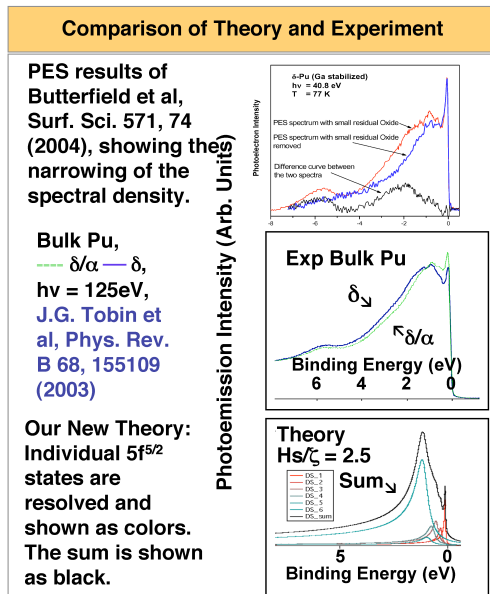 Comparison of Theory and Experiment
PES results of
Butterfield et al,
Surf. Sci. 571, 74
(2004), showing the
narrowing of the
spectral density.
Bulk Pu,
---- δ/α — δ,
hν = 125eV,
J.G. Tobin et
al, Phys. Rev.
B 68, 155109
(2003)
Our New Theory:
Individual 5f5/2
states are
resolved and
shown as colors.
The sum is shown
as black.
Photoemission Intensity (Arb. Units)
δ-Pu (Ga stabilized)
hν = 40.8 eV
T = 77 K
PES spectrum with small residual Oxide
PES spectrum with small residual Oxide
removed
Difference curve between
the two spectra
Photoelectron Intensity
-8 -6 -4 -2 0
Exp Bulk Pu
δ
δ/α
Binding Energy (eV)
6 4 2 0
Theory
Hs/ζ = 2.5
Sum
DS_1
DS_2
DS_3
DS_4
DS_5
DS_6
DS_sum
5 0
Binding Energy (eV)